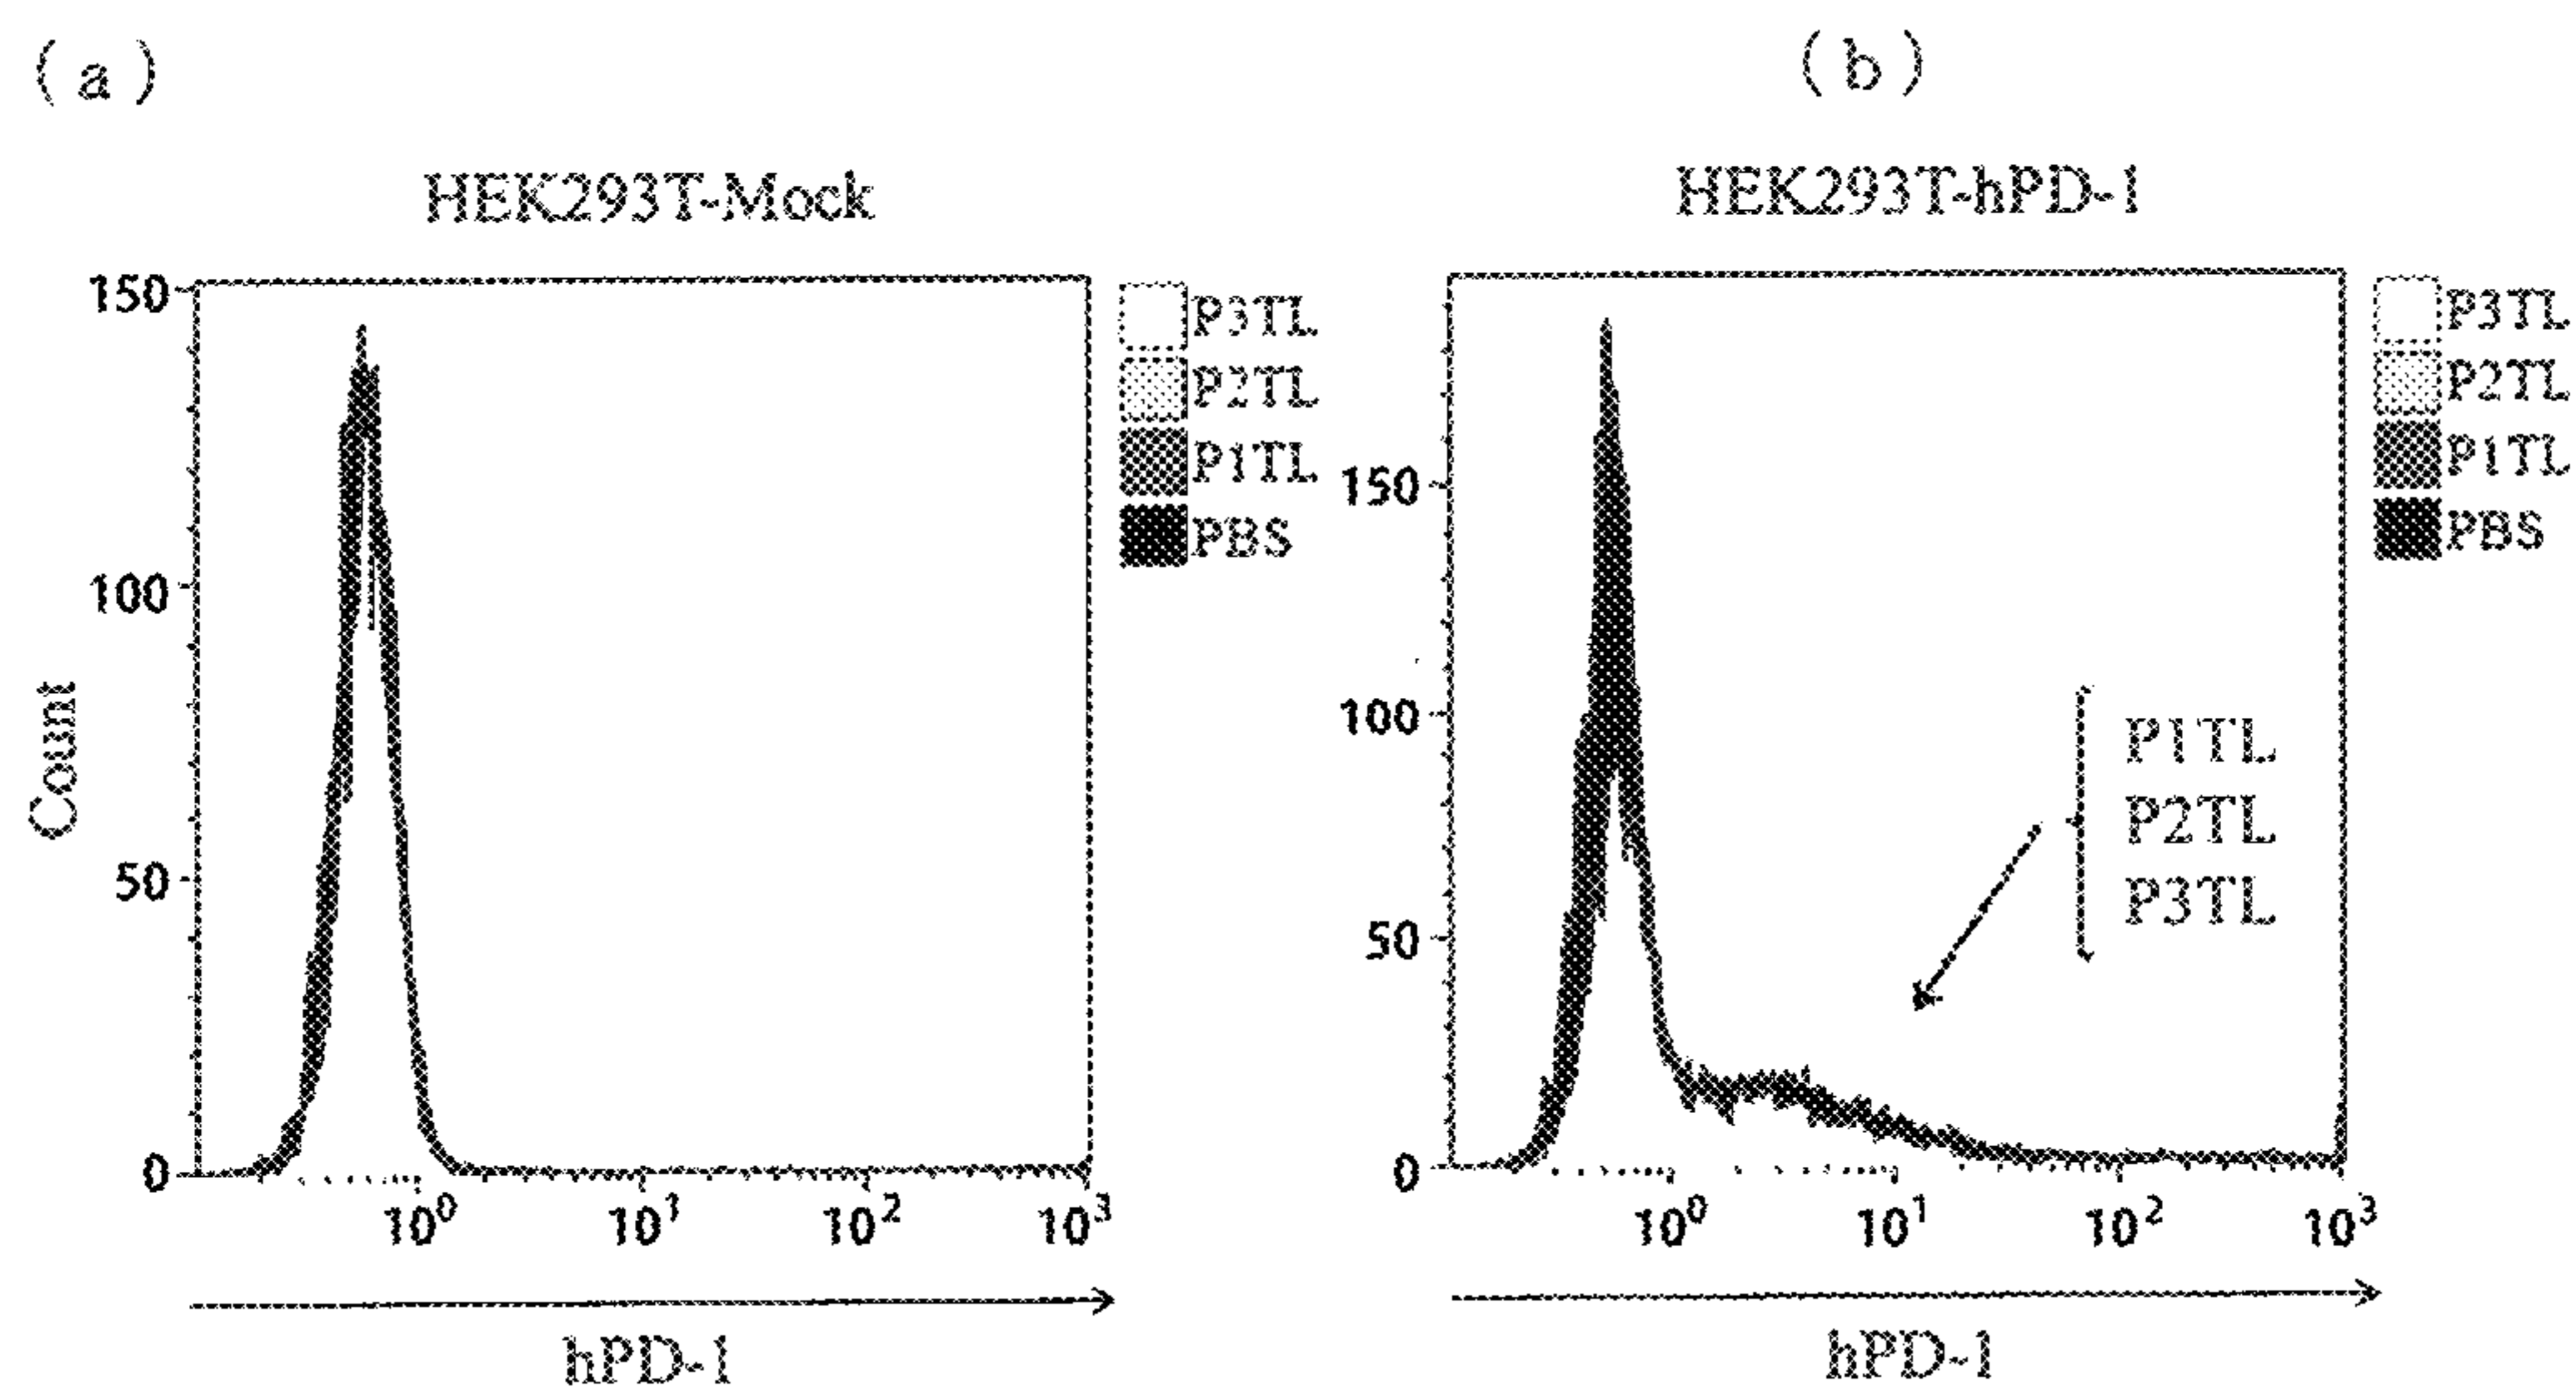 (a)
HEK293T-Mock
150
100
50
0
Count
10^0
10^1
10^2
10^3
hPD-1
P3TL
P2TL
P1TL
PBS
(b)
HEK293T-hPD-1
150
100
50
0
10^0
10^1
10^2
10^3
hPD-1
P3TL
P2TL
P1TL
PBS
P1TL
P2TL
P3TL